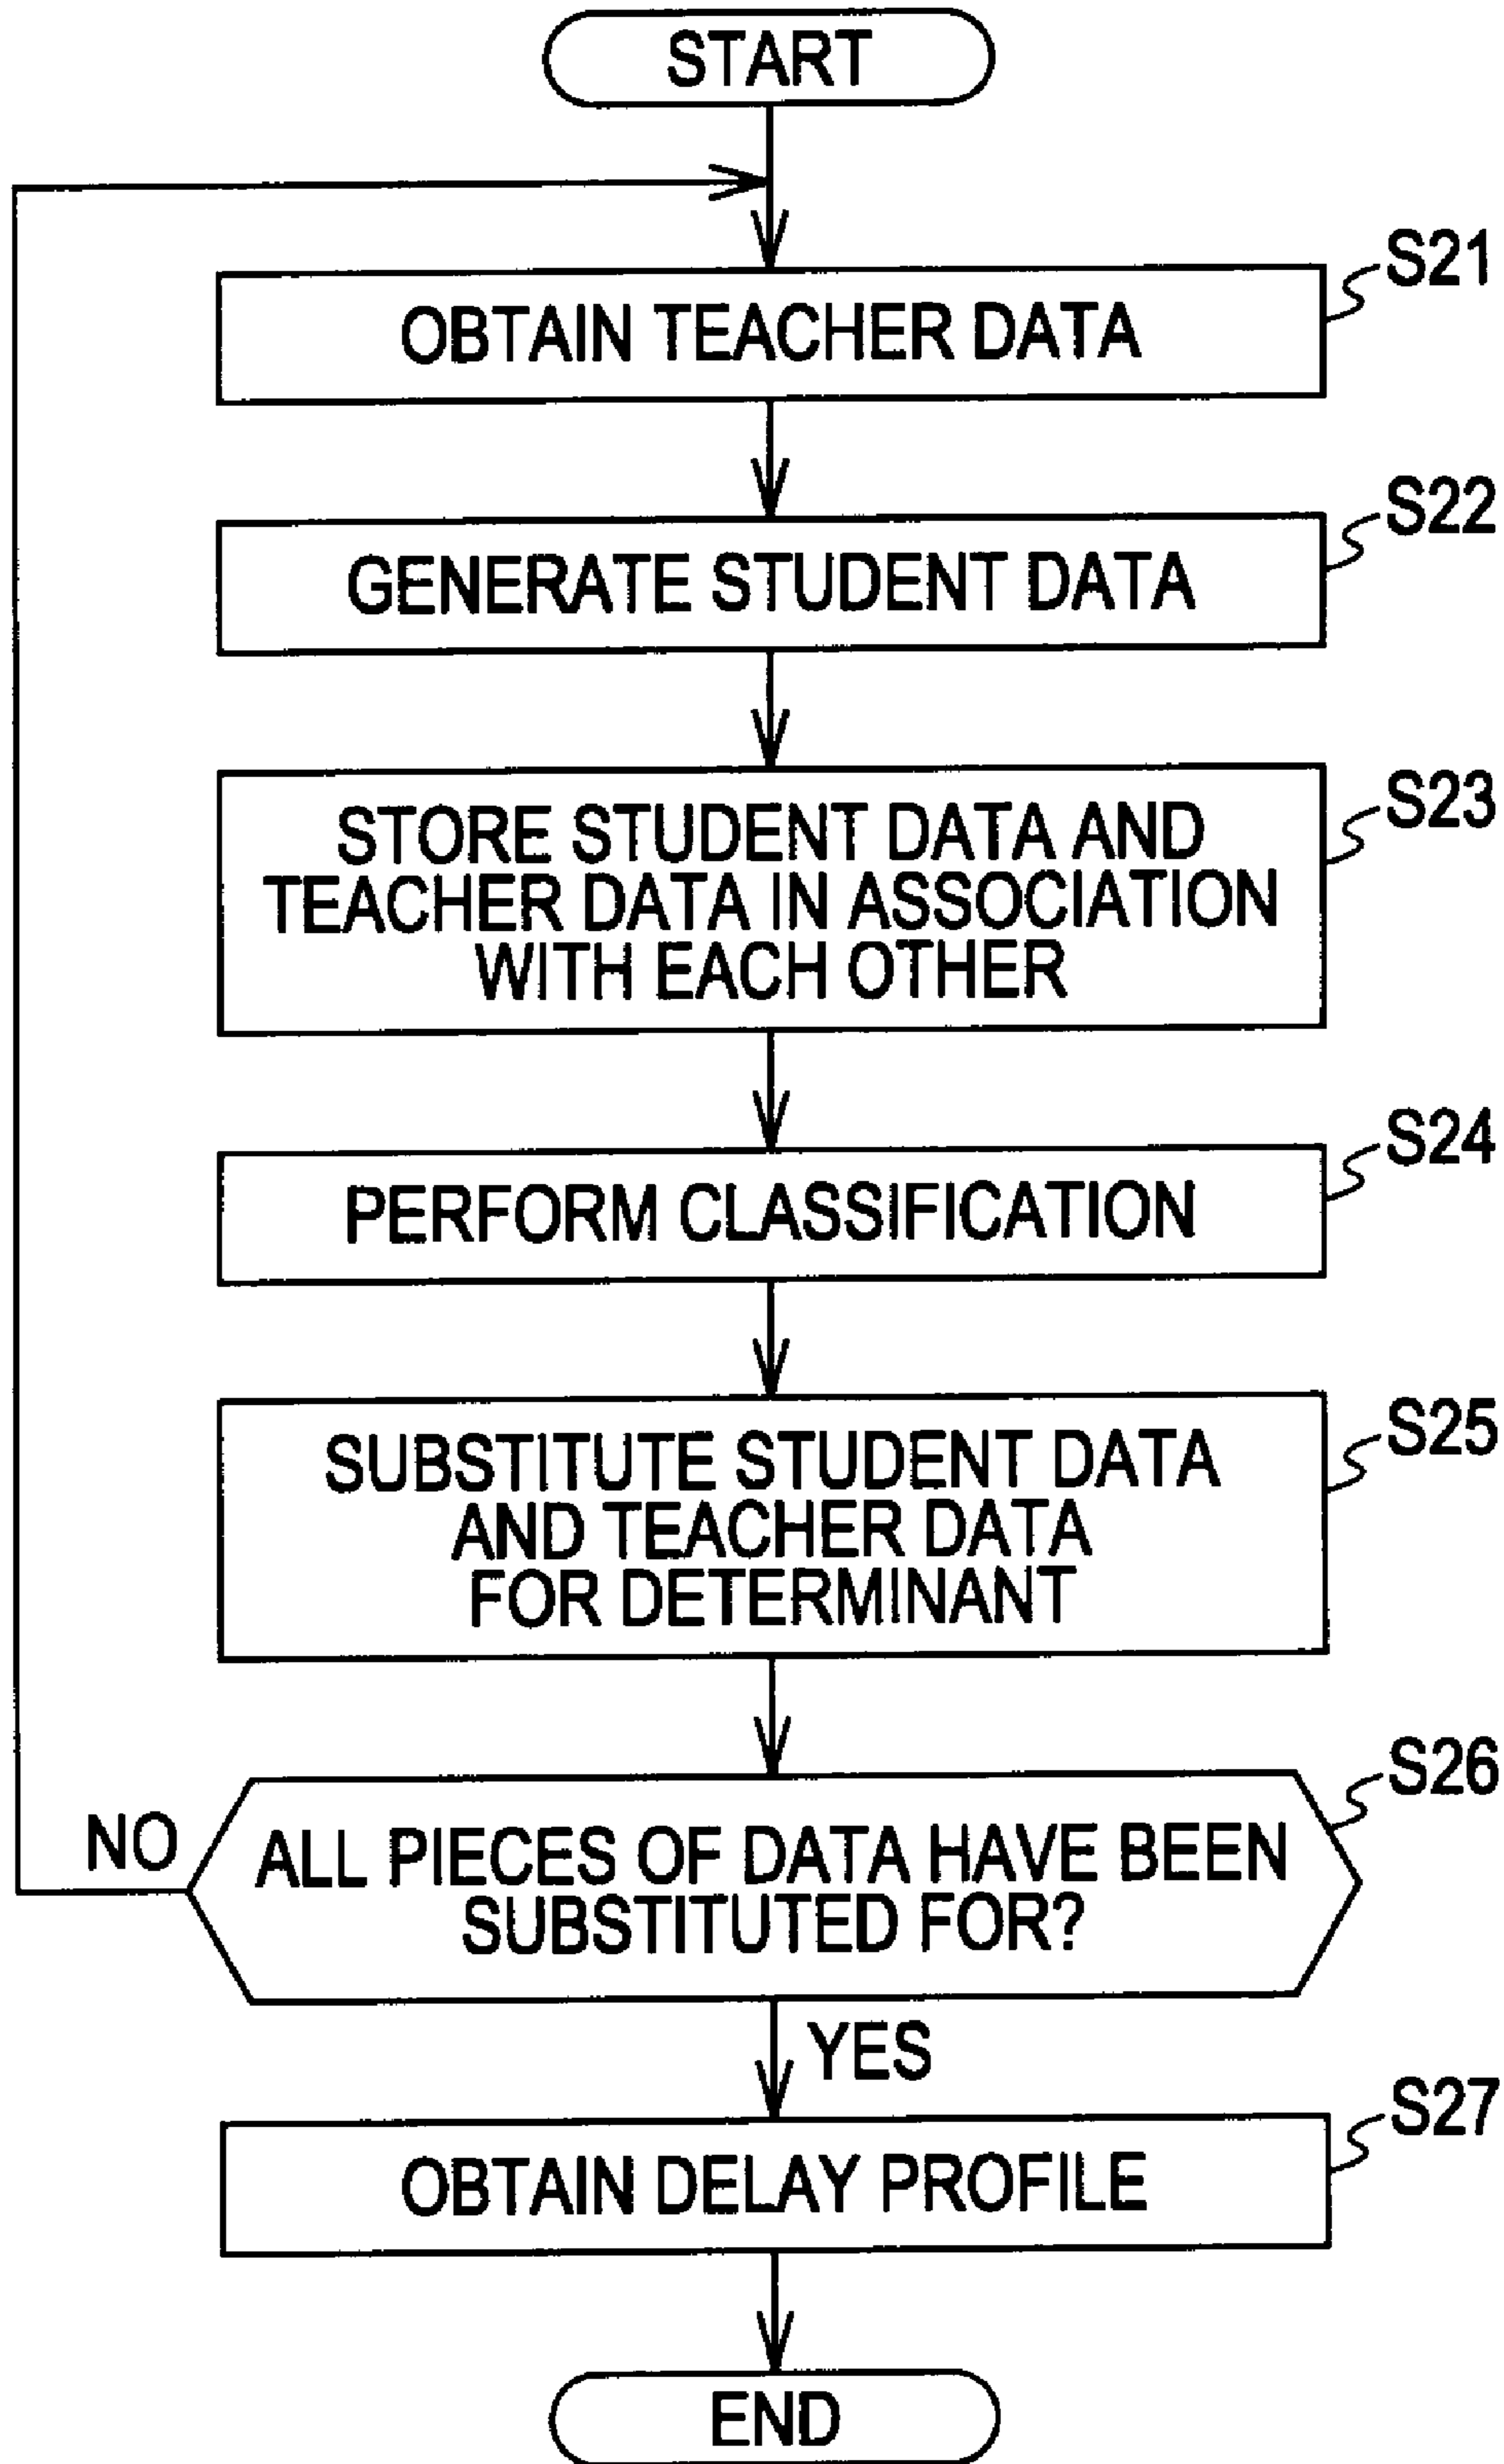 START
S21
OBTAIN TEACHER DATA
S22
GENERATE STUDENT DATA
S23
STORE STUDENT DATA AND
TEACHER DATA IN ASSOCIATION
WITH EACH OTHER
S24
PERFORM CLASSIFICATION
S25
SUBSTITUTE STUDENT DATA
AND TEACHER DATA
FOR DETERMINANT
S26
NO
ALL PIECES OF DATA HAVE BEEN
SUBSTITUTED FOR?
YES
S27
OBTAIN DELAY PROFILE
END